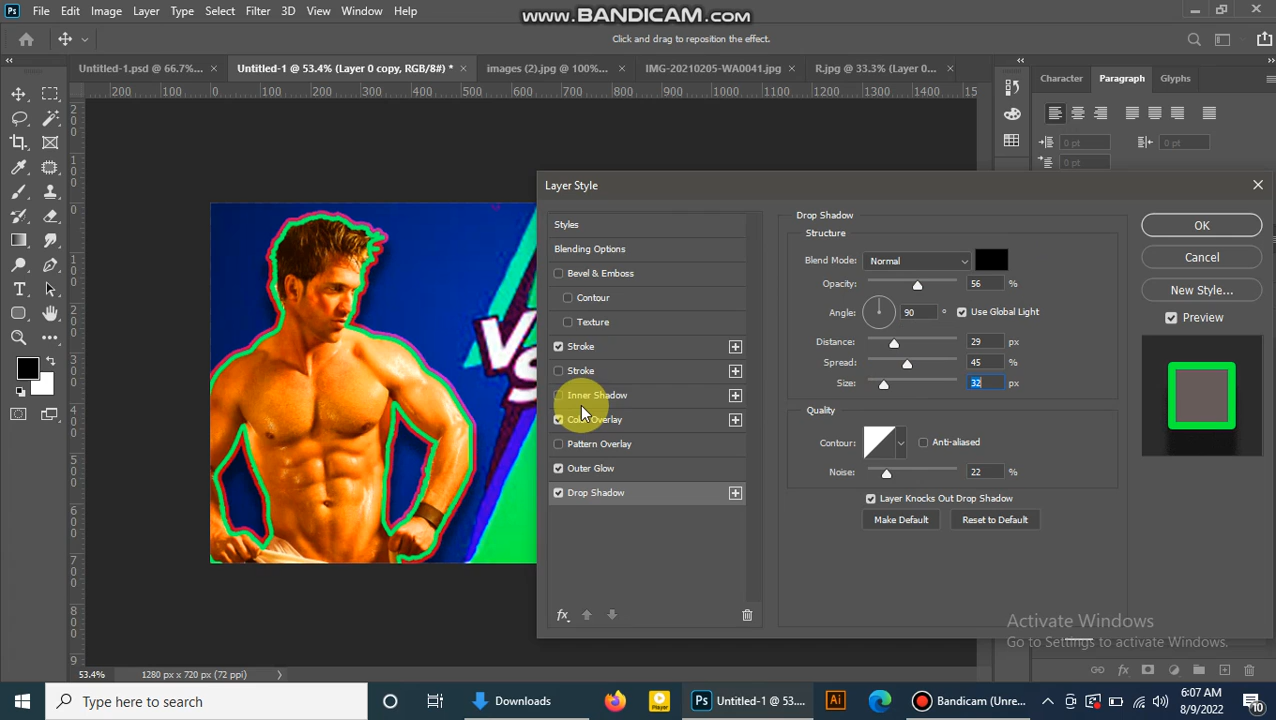 Ps File Edit Image Layer Type Select Filter 3D View Window Help
www.BANDICAM.com
Click and drag to reposition the effect.
Untitled-1.psd @ 66.7%... × Untitled-1 @ 53.4% (Layer 0 copy, RGB/8#) * × images (2).jpg @ 100%... × IMG-20210205-WA0041.jpg × R.jpg @ 33.3% (Layer 0... ×
Character Paragraph Glyphs
200 100 0 100 200 300 400 500 600 700 800 900 1000 1100 1200 1300 1400 15
0 pt 0 pt
0 pt
Layer Style
Styles
Blending Options
Bevel & Emboss
Contour
Texture
Stroke
Stroke
Inner Shadow
Color Overlay
Pattern Overlay
Outer Glow
Drop Shadow
fx
Drop Shadow
Structure
Blend Mode: Normal
Opacity: 56 %
Angle: 90 ° Use Global Light
Distance: 29 px
Spread: 45 %
Size: 32 px
Quality
Contour: Anti-aliased
Noise: 22 %
Layer Knocks Out Drop Shadow
Make Default Reset to Default
OK
Cancel
New Style...
Preview
VS
Activate Windows
Go to Settings to activate Windows.
53.4% 1280 px x 720 px (72 ppi)
Type here to search
Downloads
Player
Ps Untitled-1 @ 53....
Ai
Bandicam (Unre...
6:07 AM
8/9/2022
10